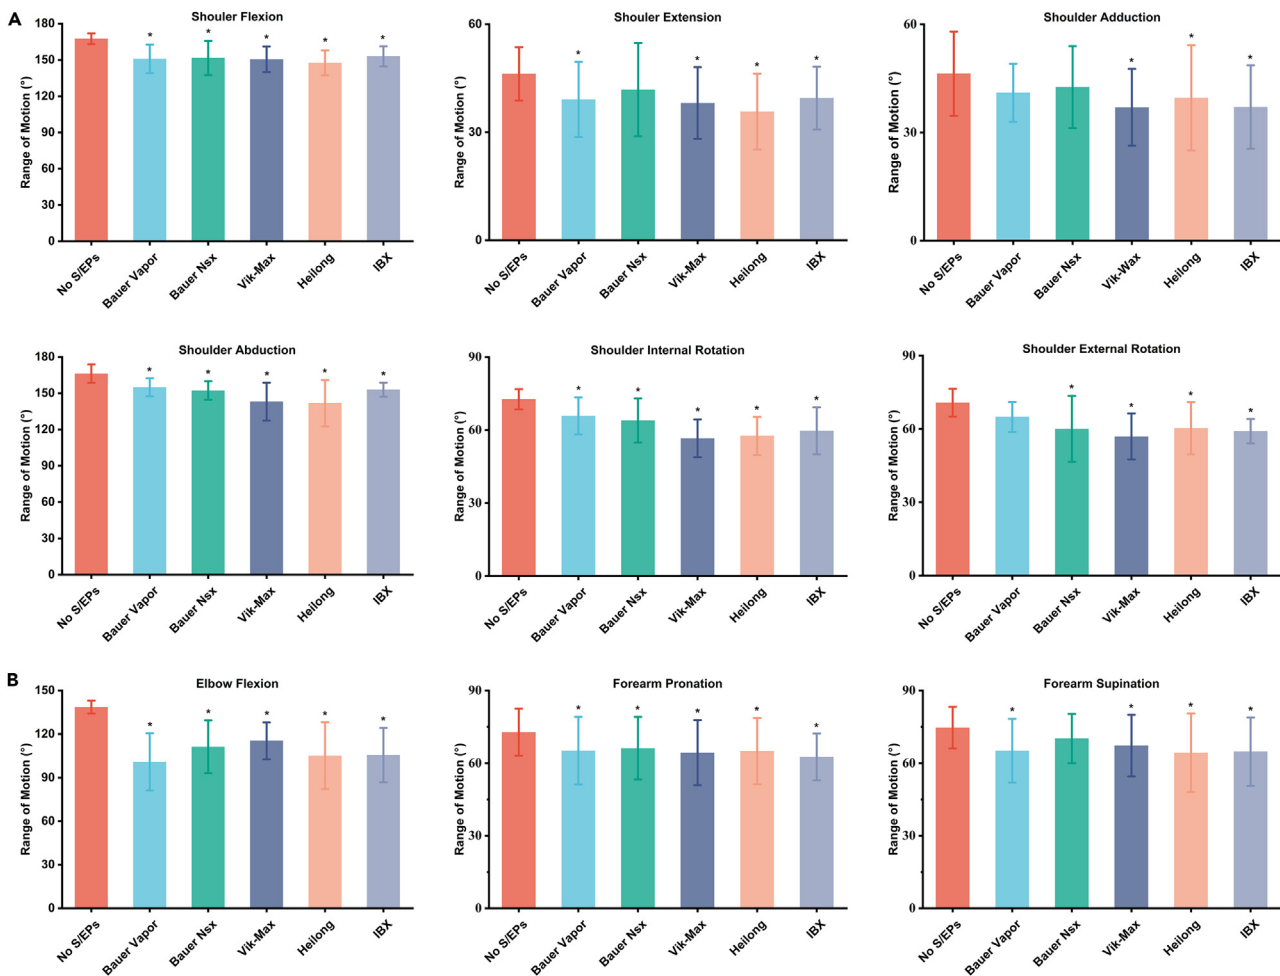 A
Shouler Flexion
Range of Motion (°)
180
150
120
90
60
30
0
*
*
*
*
*
No S/EPs
Bauer Vapor
Bauer Nsx
Vik-Max
Heilong
IBX
Shouler Extension
Range of Motion (°)
60
30
0
*
*
*
*
No S/EPs
Bauer Vapor
Bauer Nsx
Vik-Max
Heilong
IBX
Shoulder Adduction
Range of Motion (°)
60
30
0
*
*
*
No S/EPs
Bauer Vapor
Bauer Nsx
Vik-Wax
Heilong
IBX
Shoulder Abduction
Range of Motion (°)
180
150
120
90
60
30
0
*
*
*
*
*
No S/EPs
Bauer Vapor
Bauer Nsx
Vik-Max
Heilong
IBX
Shoulder Internal Rotation
Range of Motion (°)
90
60
30
0
*
*
*
*
*
No S/EPs
Bauer Vapor
Bauer Nsx
Vik-Max
Heilong
IBX
Shoulder External Rotation
Range of Motion (°)
90
60
30
0
*
*
*
*
No S/EPs
Bauer Vapor
Bauer Nsx
Vik-Max
Heilong
IBX
B
Elbow Flexion
Range of Motion (°)
150
120
90
60
30
0
*
*
*
*
*
No S/EPs
Bauer Vapor
Bauer Nsx
Vik-Max
Heilong
IBX
Forearm Pronation
Range of Motion (°)
90
60
30
0
*
*
*
*
*
No S/EPs
Bauer Vapor
Bauer Nsx
Vik-Max
Heilong
IBX
Forearm Supination
Range of Motion (°)
90
60
30
0
*
*
*
*
No S/EPs
Bauer Vapor
Bauer Nsx
Vik-Max
Heilong
IBX